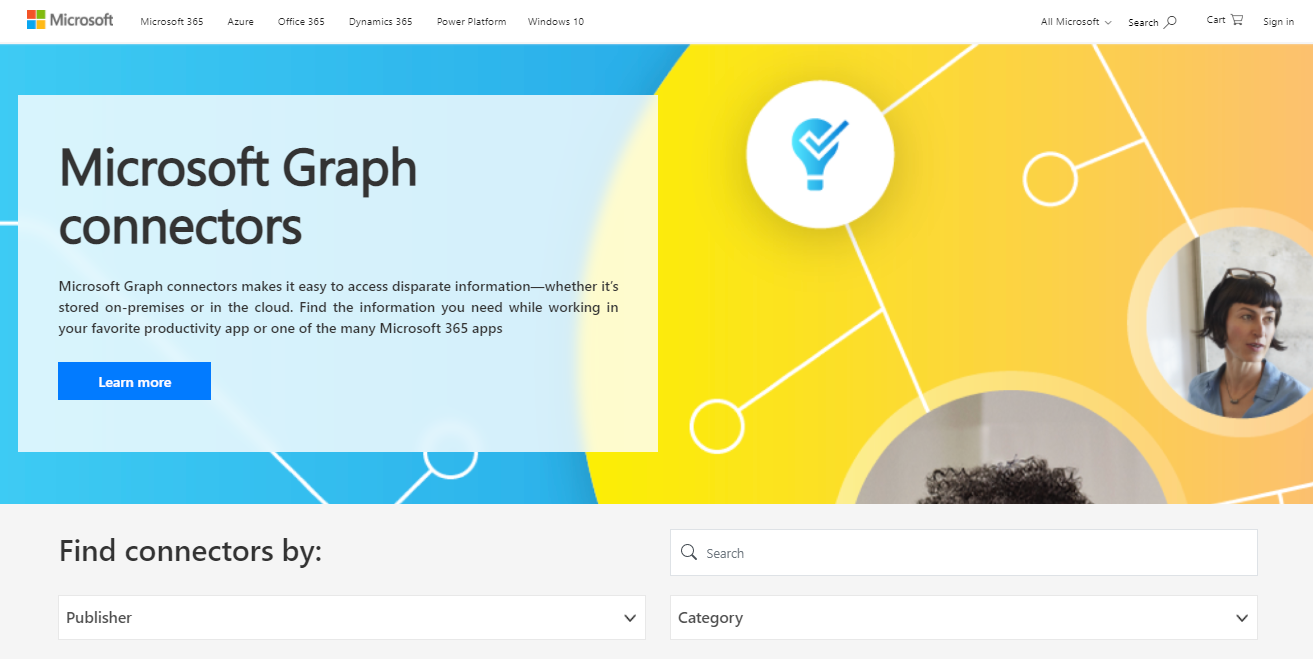 Microsoft Microsoft 365 Azure Office 365 Dynamics 365 Power Platform Windows 10 All Microsoft Search Cart Sign in
Microsoft Graph
connectors
Microsoft Graph connectors makes it easy to access disparate information—whether it's
stored on-premises or in the cloud. Find the information you need while working in
your favorite productivity app or one of the many Microsoft 365 apps
Learn more
Find connectors by:
Search
Publisher
Category